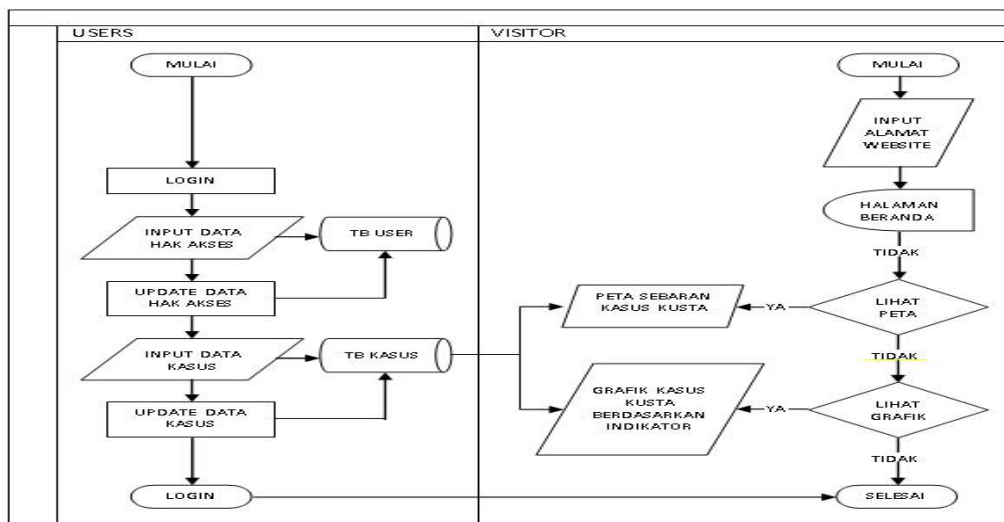 USERS
VISITOR
MULAI
LOGIN
INPUT DATA
HAK AKSES
TB USER
UPDATE DATA
HAK AKSES
INPUT DATA
KASUS
TB KASUS
UPDATE DATA
KASUS
LOGIN
MULAI
INPUT
ALAMAT
WEBSITE
HALAMAN
BERANDA
TIDAK
LIHAT
PETA
YA
PETA SEBARAN
KASUS KUSTA
TIDAK
LIHAT
GRAFIK
YA
GRAFIK KASUS
KUSTA
BERDASARKAN
INDIKATOR
TIDAK
SELESAI